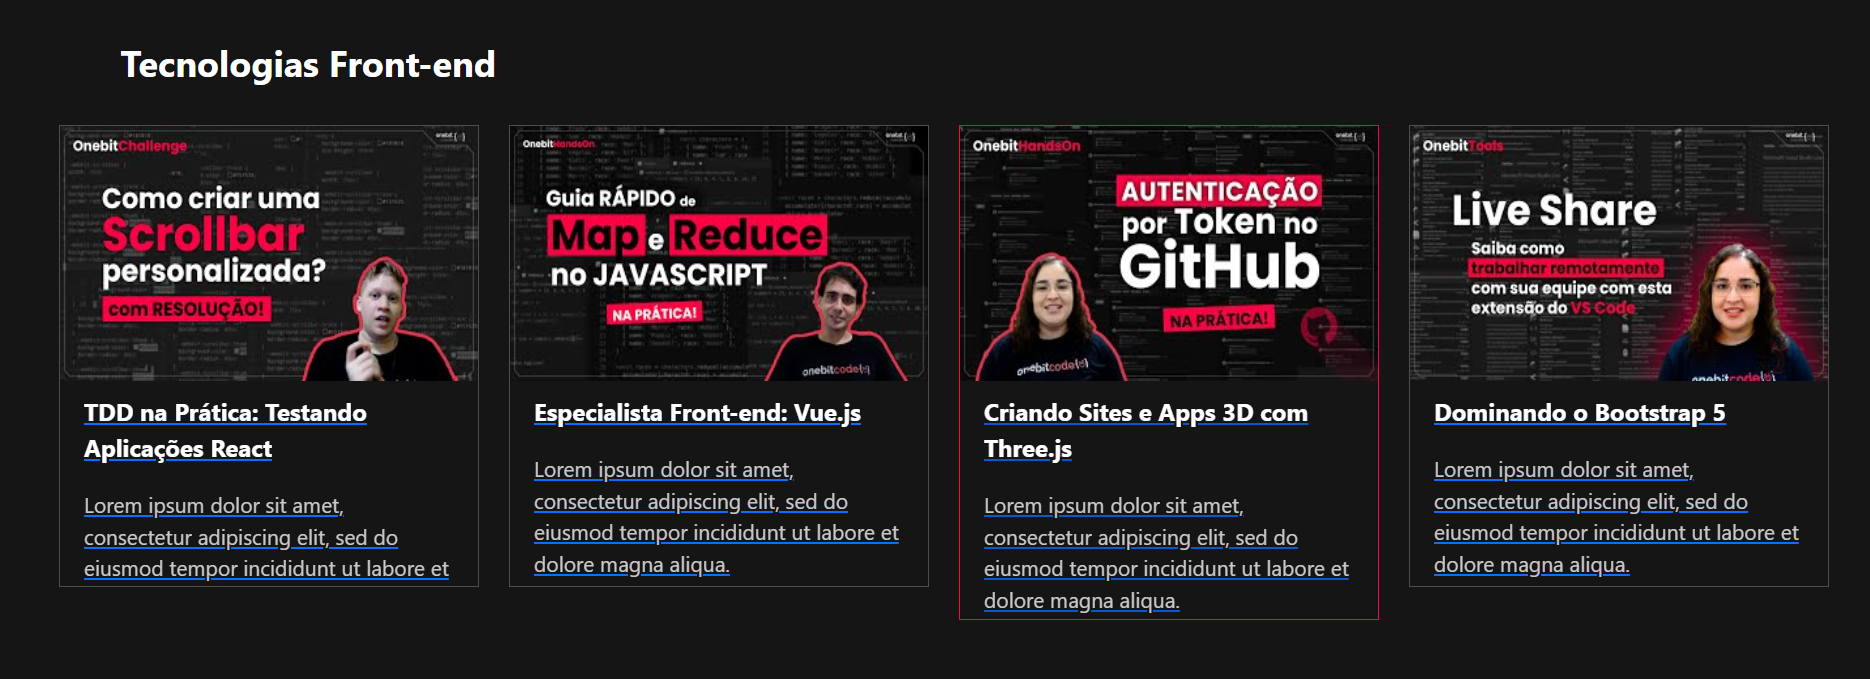 Tecnologias Front-end
OnebitChallenge
onebit{code}
Como criar uma
Scrollbar
personalizada?
com RESOLUÇÃO!
TDD na Prática: Testando
Aplicações React
Lorem ipsum dolor sit amet,
consectetur adipiscing elit, sed do
eiusmod tempor incididunt ut labore et
OnebitHandsOn
Guia RÁPIDO de
Map e Reduce
no JAVASCRIPT
NA PRÁTICA!
onebitcode{s}
Especialista Front-end: Vue.js
Lorem ipsum dolor sit amet,
consectetur adipiscing elit, sed do
eiusmod tempor incididunt ut labore et
dolore magna aliqua.
OnebitHandsOn
AUTENTICAÇÃO
por Token no
GitHub
NA PRÁTICA!
onebitcode{s}
Criando Sites e Apps 3D com
Three.js
Lorem ipsum dolor sit amet,
consectetur adipiscing elit, sed do
eiusmod tempor incididunt ut labore et
dolore magna aliqua.
OnebitTools
Live Share
Saiba como
trabalhar remotamente
com sua equipe com esta
extensão do VS Code
Dominando o Bootstrap 5
Lorem ipsum dolor sit amet,
consectetur adipiscing elit, sed do
eiusmod tempor incididunt ut labore et
dolore magna aliqua.